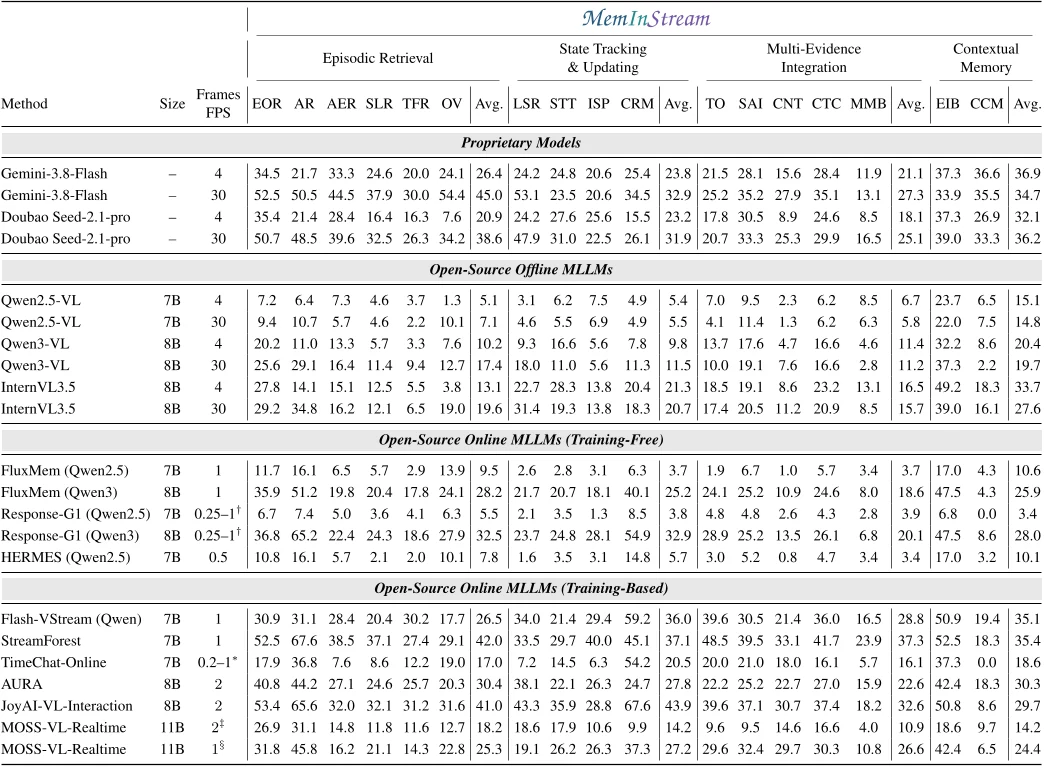 MemInStream
Episodic Retrieval State Tracking & Updating Multi-Evidence Integration Contextual Memory
Method Size Frames FPS EOR AR AER SLR TFR OV Avg. LSR STT ISP CRM Avg. TO SAI CNT CTC MMB Avg. EIB CCM Avg.
Proprietary Models
Gemini-3.8-Flash – 4 34.5 21.7 33.3 24.6 20.0 24.1 26.4 24.2 24.8 20.6 25.4 23.8 21.5 28.1 15.6 28.4 11.9 21.1 37.3 36.6 36.9
Gemini-3.8-Flash – 30 52.5 50.5 44.5 37.9 30.0 54.4 45.0 53.1 23.5 20.6 34.5 32.9 25.2 35.2 27.9 35.1 13.1 27.3 33.9 35.5 34.7
Doubao Seed-2.1-pro – 4 35.4 21.4 28.4 16.4 16.3 7.6 20.9 24.2 27.6 25.6 15.5 23.2 17.8 30.5 8.9 24.6 8.5 18.1 37.3 26.9 32.1
Doubao Seed-2.1-pro – 30 50.7 48.5 39.6 32.5 26.3 34.2 38.6 47.9 31.0 22.5 26.1 31.9 20.7 33.3 25.3 29.9 16.5 25.1 39.0 33.3 36.2
Open-Source Offline MLLMs
Qwen2.5-VL 7B 4 7.2 6.4 7.3 4.6 3.7 1.3 5.1 3.1 6.2 7.5 4.9 5.4 7.0 9.5 2.3 6.2 8.5 6.7 23.7 6.5 15.1
Qwen2.5-VL 7B 30 9.4 10.7 5.7 4.6 2.2 10.1 7.1 4.6 5.5 6.9 4.9 5.5 4.1 11.4 1.3 6.2 6.3 5.8 22.0 7.5 14.8
Qwen3-VL 8B 4 20.2 11.0 13.3 5.7 3.3 7.6 10.2 9.3 16.6 5.6 7.8 9.8 13.7 17.6 4.7 16.6 4.6 11.4 32.2 8.6 20.4
Qwen3-VL 8B 30 25.6 29.1 16.4 11.4 9.4 12.7 17.4 18.0 11.0 5.6 11.3 11.5 10.0 19.1 7.6 16.6 2.8 11.2 37.3 2.2 19.7
InternVL3.5 8B 4 27.8 14.1 15.1 12.5 5.5 3.8 13.1 22.7 28.3 13.8 20.4 21.3 18.5 19.1 8.6 23.2 13.1 16.5 49.2 18.3 33.7
InternVL3.5 8B 30 29.2 34.8 16.2 12.1 6.5 19.0 19.6 31.4 19.3 13.8 18.3 20.7 17.4 20.5 11.2 20.9 8.5 15.7 39.0 16.1 27.6
Open-Source Online MLLMs (Training-Free)
FluxMem (Qwen2.5) 7B 1 11.7 16.1 6.5 5.7 2.9 13.9 9.5 2.6 2.8 3.1 6.3 3.7 1.9 6.7 1.0 5.7 3.4 3.7 17.0 4.3 10.6
FluxMem (Qwen3) 8B 1 35.9 51.2 19.8 20.4 17.8 24.1 28.2 21.7 20.7 18.1 40.1 25.2 24.1 25.2 10.9 24.6 8.0 18.6 47.5 4.3 25.9
Response-G1 (Qwen2.5) 7B 0.25–1† 6.7 7.4 5.0 3.6 4.1 6.3 5.5 2.1 3.5 1.3 8.5 3.8 4.8 4.8 2.6 4.3 2.8 3.9 6.8 0.0 3.4
Response-G1 (Qwen3) 8B 0.25–1† 36.8 65.2 22.4 24.3 18.6 27.9 32.5 23.7 24.8 28.1 54.9 32.9 28.9 25.2 13.5 26.1 6.8 20.1 47.5 8.6 28.0
HERMES (Qwen2.5) 7B 0.5 10.8 16.1 5.7 2.1 2.0 10.1 7.8 1.6 3.5 3.1 14.8 5.7 3.0 5.2 0.8 4.7 3.4 3.4 17.0 3.2 10.1
Open-Source Online MLLMs (Training-Based)
Flash-VStream (Qwen) 7B 1 30.9 31.1 28.4 20.4 30.2 17.7 26.5 34.0 21.4 29.4 59.2 36.0 39.6 30.5 21.4 36.0 16.5 28.8 50.9 19.4 35.1
StreamForest 7B 1 52.5 67.6 38.5 37.1 27.4 29.1 42.0 33.5 29.7 40.0 45.1 37.1 48.5 39.5 33.1 41.7 23.9 37.3 52.5 18.3 35.4
TimeChat-Online 7B 0.2–1* 17.9 36.8 7.6 8.6 12.2 19.0 17.0 7.2 14.5 6.3 54.2 20.5 20.0 21.0 18.0 16.1 5.7 16.1 37.3 0.0 18.6
AURA 8B 2 40.8 44.2 27.1 24.6 25.7 20.3 30.4 38.1 22.1 26.3 24.7 27.8 22.2 25.2 22.7 27.0 15.9 22.6 42.4 18.3 30.3
JoyAI-VL-Interaction 8B 2 53.4 65.6 32.0 32.1 31.2 31.6 41.0 43.3 35.9 28.8 67.6 43.9 39.6 37.1 30.7 37.4 18.2 32.6 50.8 8.6 29.7
MOSS-VL-Realtime 11B 2‡ 26.9 31.1 14.8 11.8 11.6 12.7 18.2 18.6 17.9 10.6 9.9 14.2 9.6 9.5 14.6 16.6 4.0 10.9 18.6 9.7 14.2
MOSS-VL-Realtime 11B 1§ 31.8 45.8 16.2 21.1 14.3 22.8 25.3 19.1 26.2 26.3 37.3 27.2 29.6 32.4 29.7 30.3 10.8 26.6 42.4 6.5 24.4